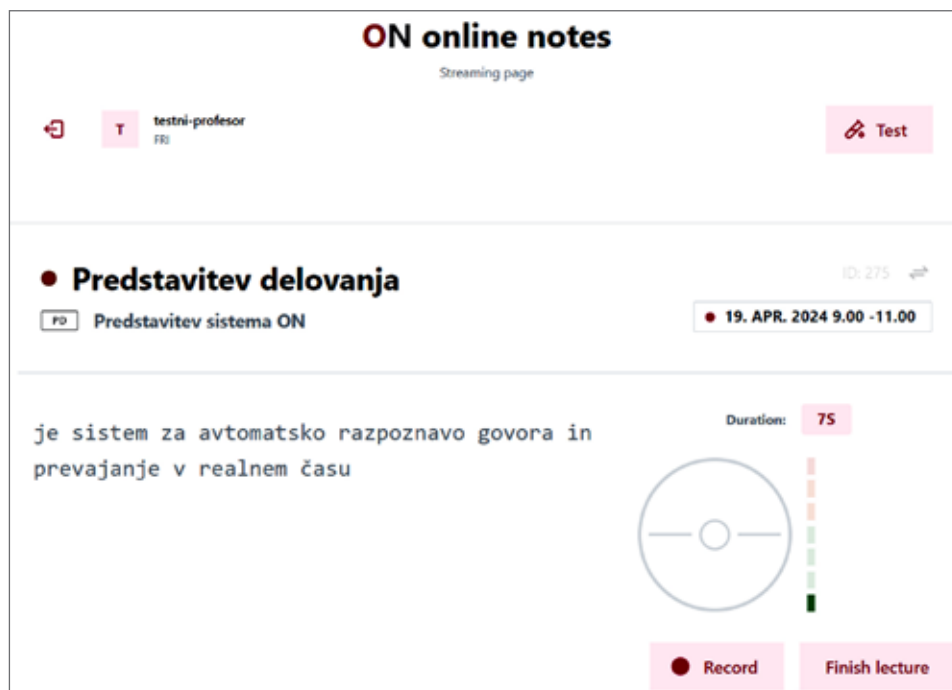 ON online notes
Streaming page
T
testni-profesor
FRI
Test
Predstavitev delovanja
ID: 275
PD
Predstavitev sistema ON
19. APR. 2024 9.00 -11.00
je sistem za avtomatsko razpoznavo govora in
prevajanje v realnem času
Duration:
7S
Record
Finish lecture